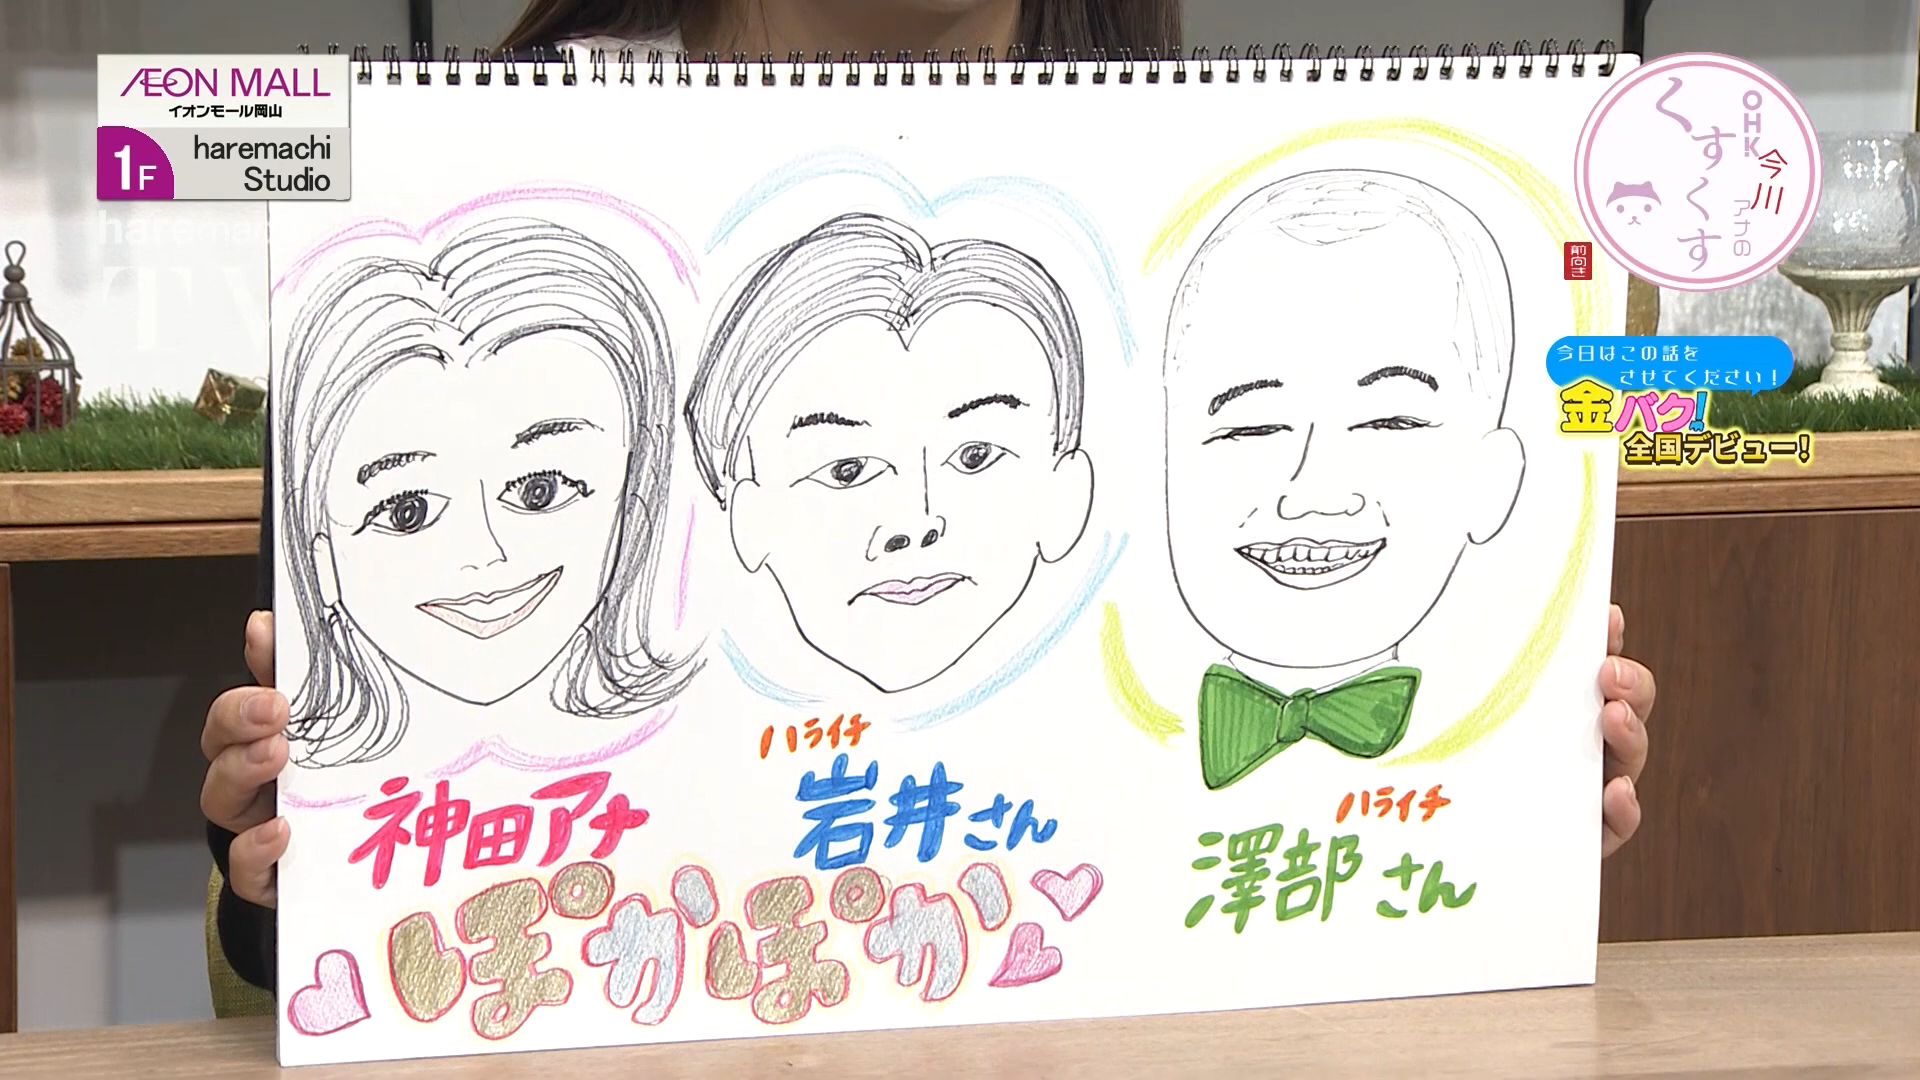 ÆON MALL
イオンモール岡山
1F
haremachi
Studio
OHK
今川
アナの
くすくす
前向き
今日はこの話を
させてください!
金バク!
全国デビュー!
神田アナ
ハライチ
岩井さん
ハライチ
澤部さん
ぽかぽか